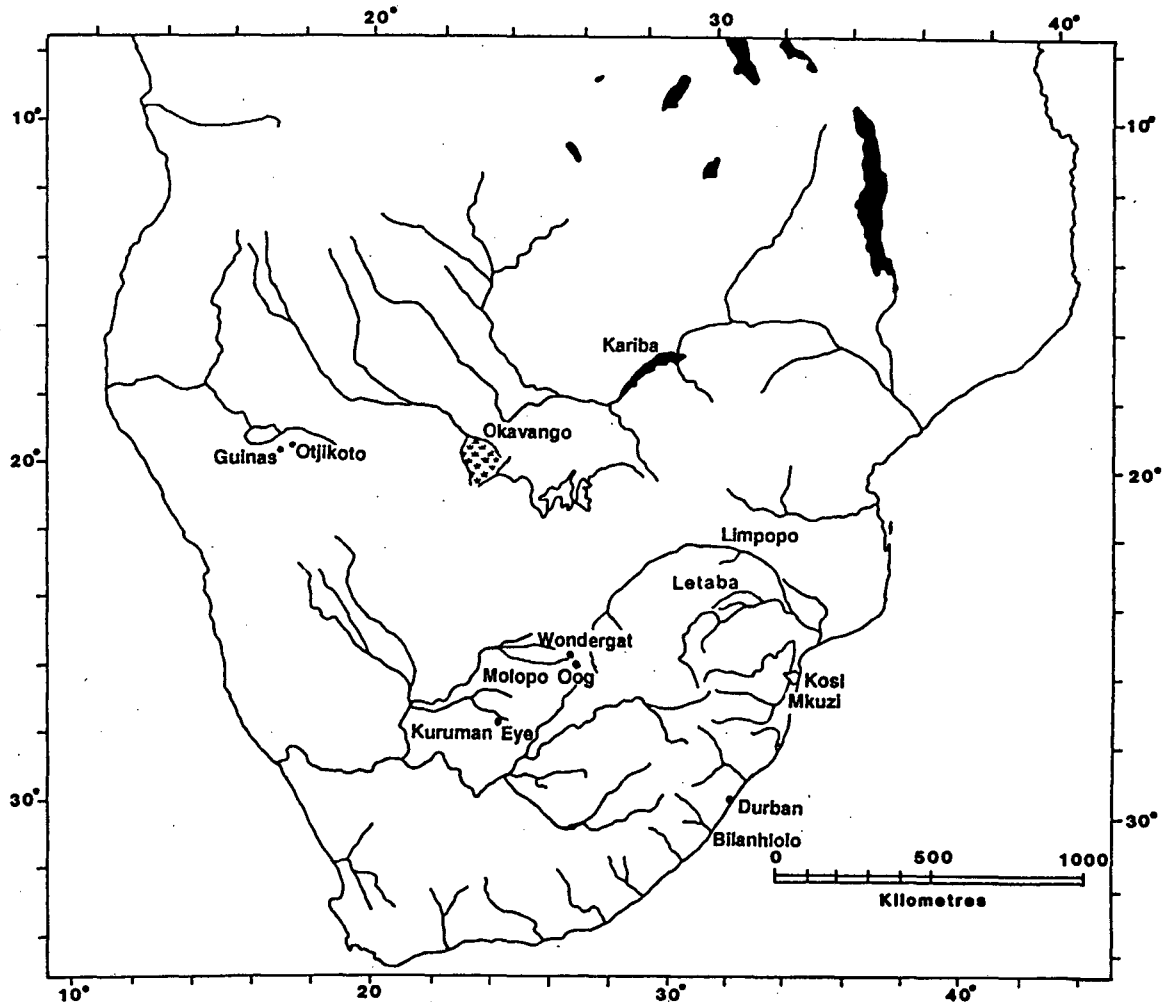 20°
30
40°
10°
10°
Kariba
Okavango
Guinas
Otjikoto
20°
20°
Limpopo
Letaba
Wondergat
Molopo Oog
Kosi
Mkuzi
Kuruman Eye
30°
Durban
30°
Bilanhlolo
0 500 1000
Kilometres
10°
20
30°
40°